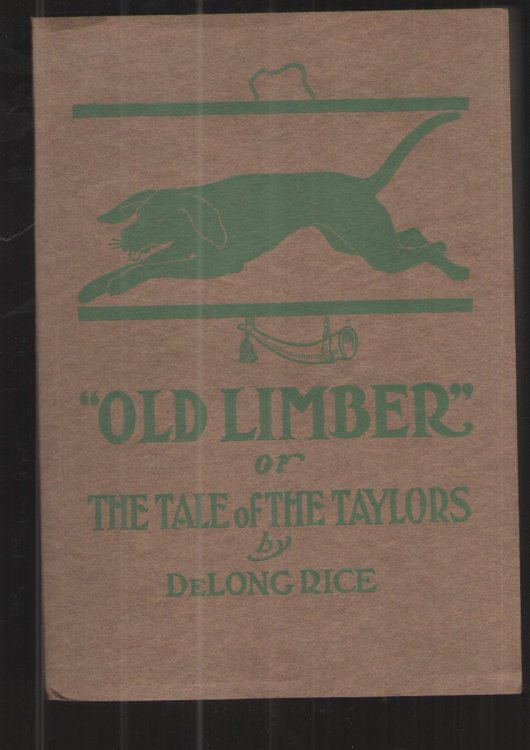 "OLD LIMBER"
or
THE TALE of THE TAYLORS
by
DELONG RICE